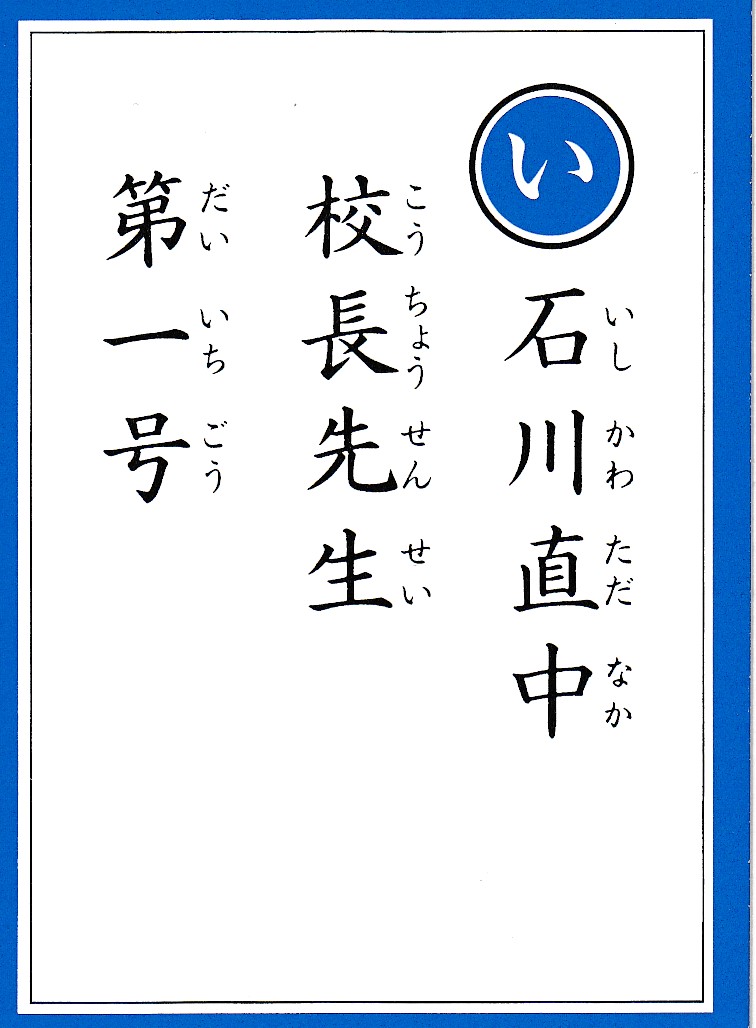 い
石川直中
いしかわただなか
校長先生
こうちょうせんせい
第一号
だいいちごう